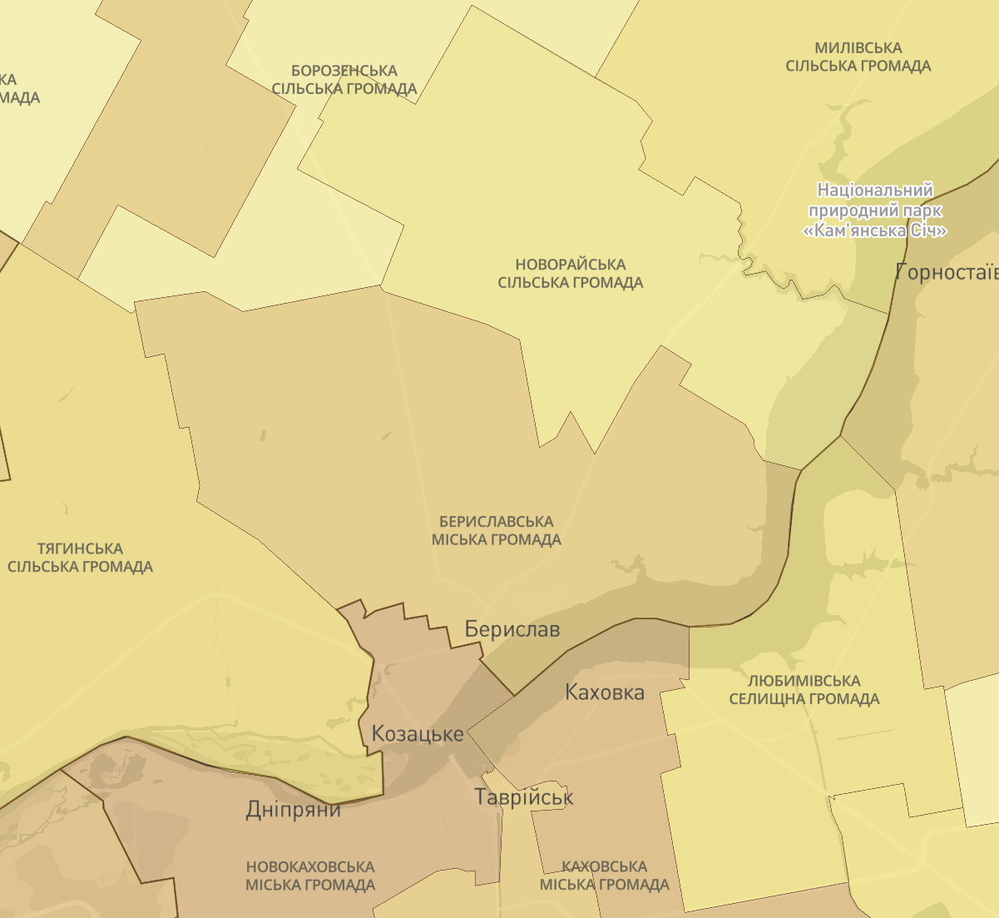 МИЛІВСЬКА
СІЛЬСЬКА ГРОМАДА
БОРОЗЕНСЬКА
СІЛЬСЬКА ГРОМАДА
Національний
природний парк
«Кам'янська Січ»
НОВОРАЙСЬКА
СІЛЬСЬКА ГРОМАДА
Горностаїв
БЕРИСЛАВСЬКА
МІСЬКА ГРОМАДА
ТЯГИНСЬКА
СІЛЬСЬКА ГРОМАДА
Берислав
Каховка
ЛЮБИМІВСЬКА
СЕЛИЩНА ГРОМАДА
Козацьке
Таврійськ
Дніпряни
НОВОКАХОВСЬКА
МІСЬКА ГРОМАДА
КАХОВСЬКА
МІСЬКА ГРОМАДА